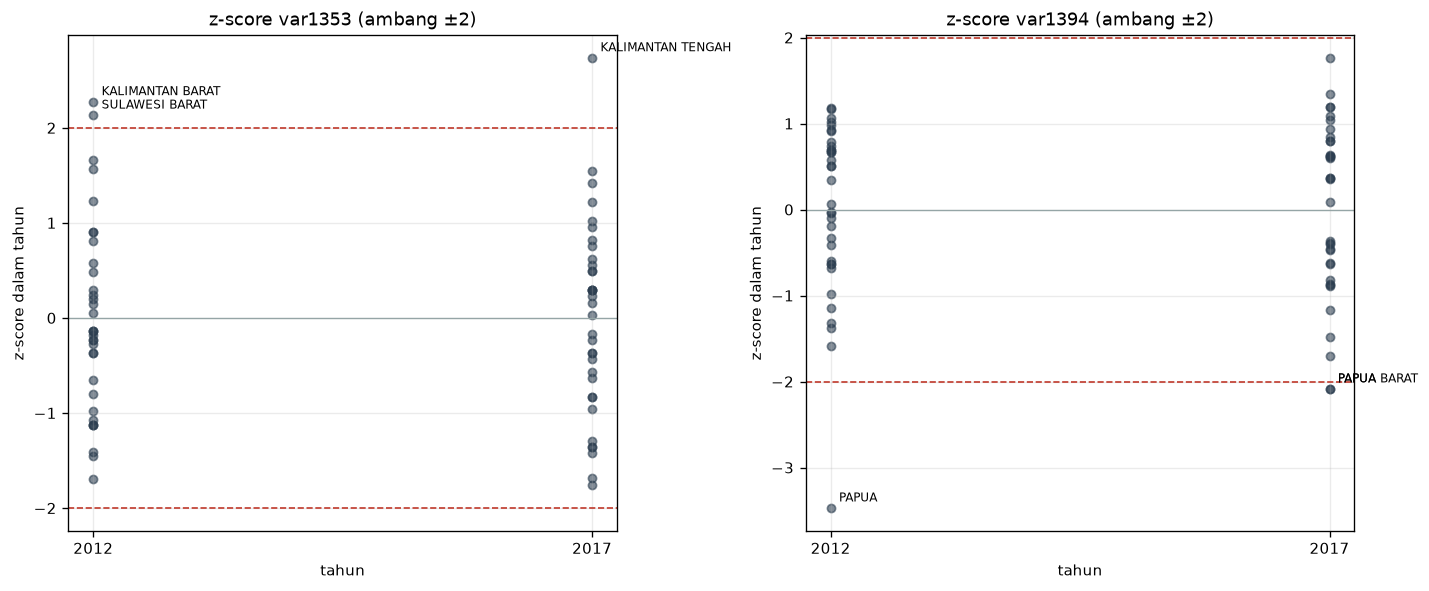 z-score var1353 (ambang ±2)
KALIMANTAN TENGAH
KALIMANTAN BARAT
SULAWESI BARAT
2
1
0
−1
−2
z-score dalam tahun
2012
2017
tahun
z-score var1394 (ambang ±2)
2
1
0
−1
−2
−3
z-score dalam tahun
PAPUA BARAT
PAPUA
2012
2017
tahun